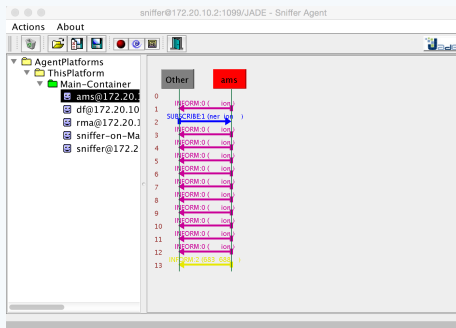 sniffer@172.20.10.2:1099/JADE - Sniffer Agent
Actions About
AgentPlatforms
ThisPlatform
Main-Container
ams@172.20.1
df@172.20.10
rma@172.20.1
sniffer-on-Ma
sniffer@172.2
Other ams
0
INFORM:0 ( ion )
1
SUBSCRIBE:1 ( )
2
INFORM:0 ( ion )
3
INFORM:0 ( ion )
4
INFORM:0 ( ion )
5
INFORM:0 ( ion )
6
INFORM:0 ( ion )
7
INFORM:0 ( ion )
8
INFORM:0 ( ion )
9
INFORM:0 ( ion )
10
INFORM:0 ( ion )
11
INFORM:0 ( ion )
12
INFORM:2 ( )
13